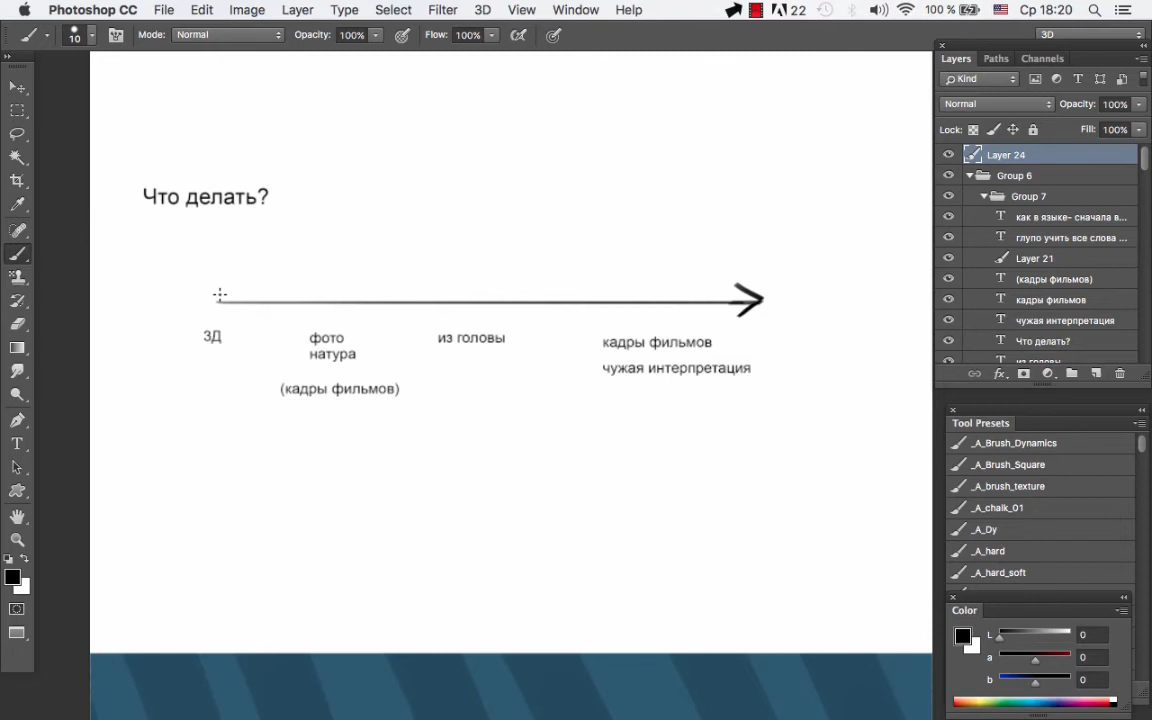 Photoshop CC File Edit Image Layer Type Select Filter 3D View Window Help 22 100 % Ср 18:20
10 Mode: Normal Opacity: 100% Flow: 100% 3D
Layers Paths Channels
Kind T
Normal Opacity: 100%
Lock: Fill: 100%
Layer 24
Group 6
Group 7
T как в языке- сначала в...
T глупо учить все слова ...
Layer 21
T (кадры фильмов)
T кадры фильмов
T чужая интерпретация
T Что делать?
fx
Что делать?
3Д
фото
натура
(кадры фильмов)
из головы
кадры фильмов
чужая интерпретация
Tool Presets
_A_Brush_Dynamics
_A_Brush_Square
_A_brush_texture
_A_chalk_01
_A_Dy
_A_hard
_A_hard_soft
Color
L 0
a 0
b 0